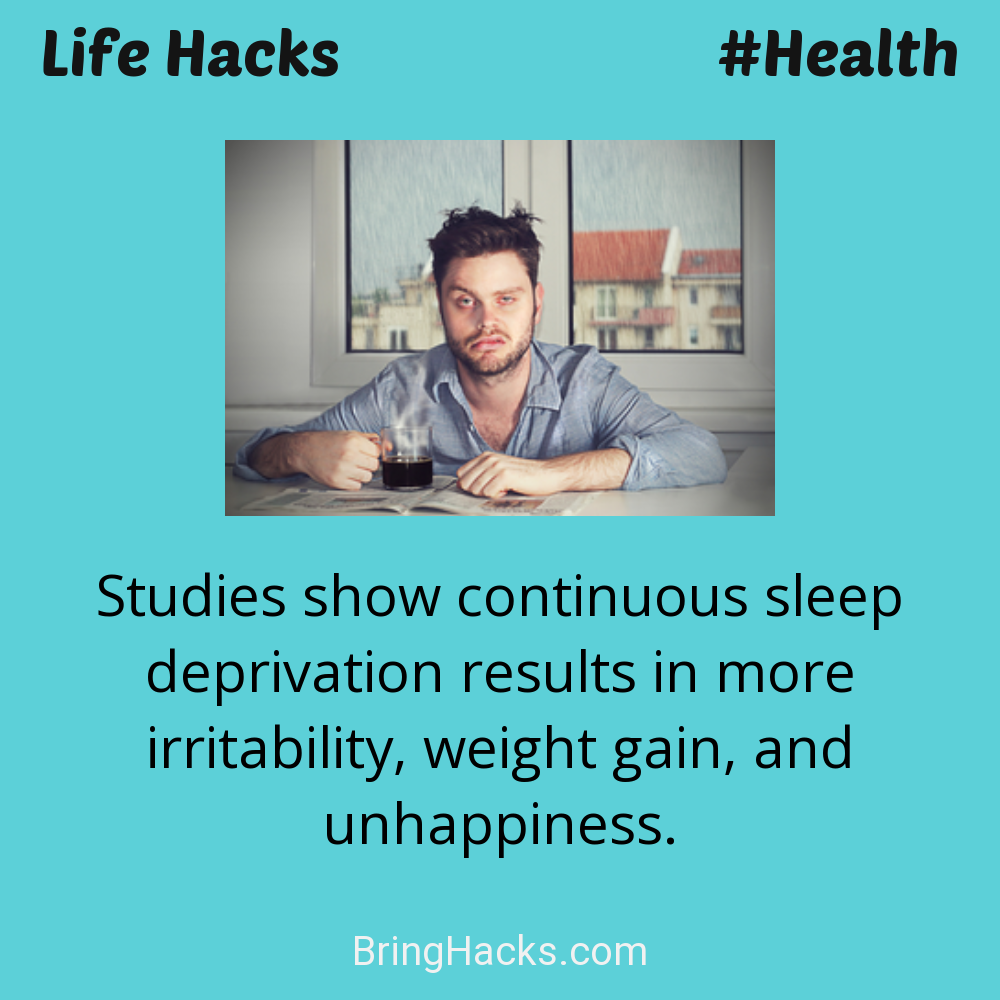 Life Hacks #Health
Studies show continuous sleep
deprivation results in more
irritability, weight gain, and
unhappiness.
BringHacks.com